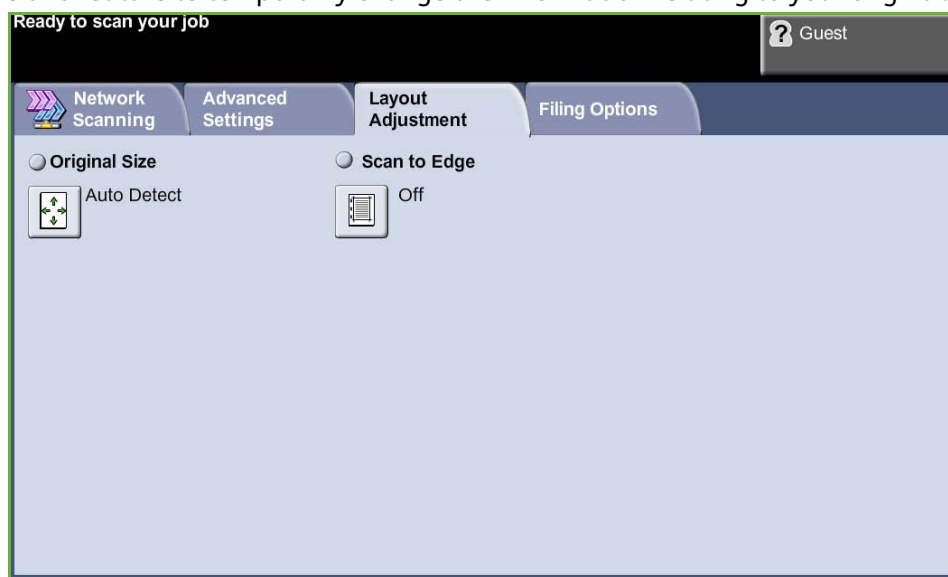 Ready to scan your job
Guest
Network
Scanning
Advanced
Settings
Layout
Adjustment
Filing Options
Original Size
Scan to Edge
Auto Detect
Off